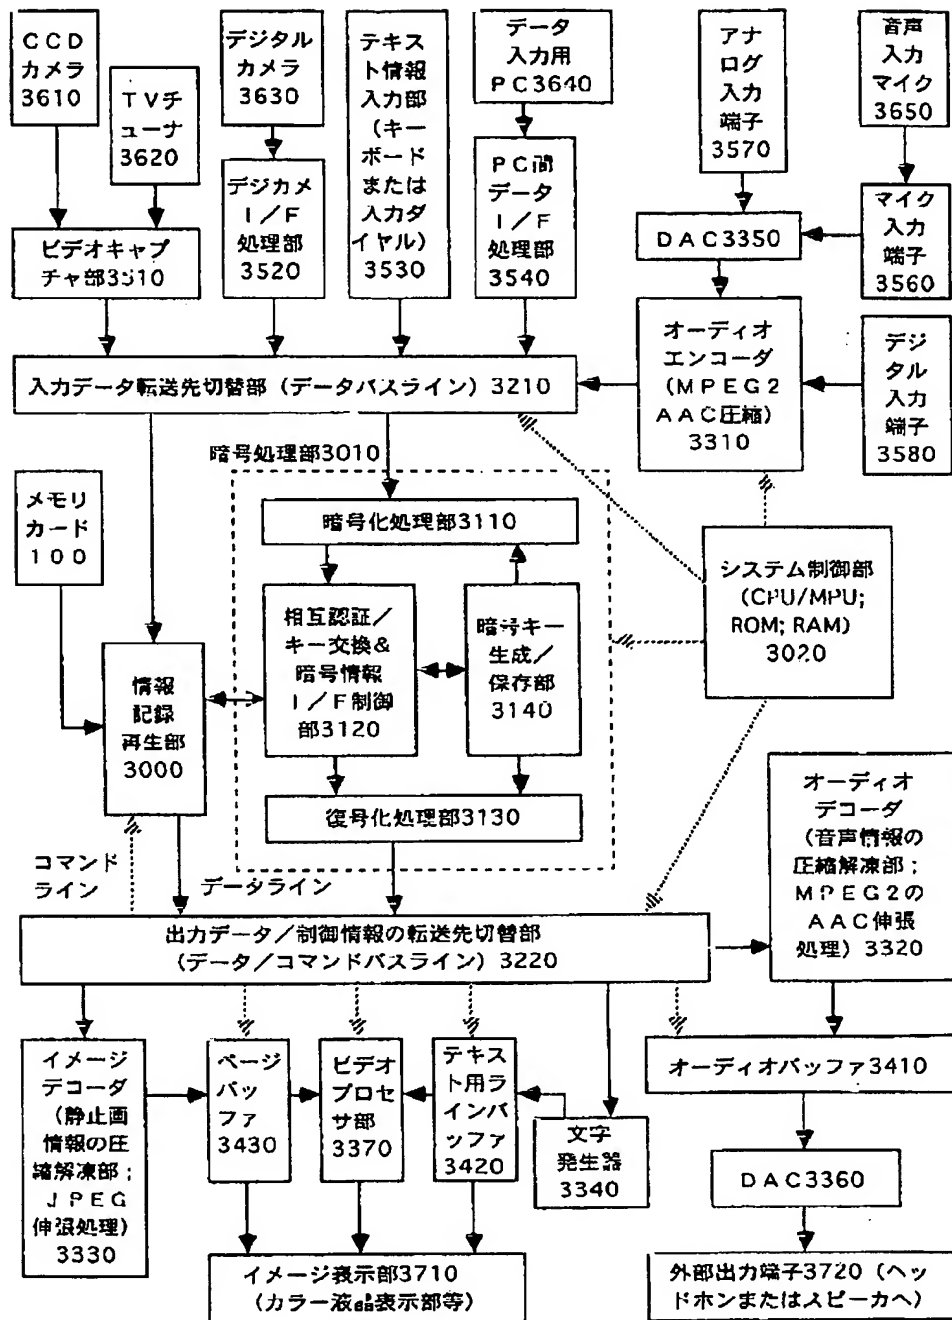 CCD
カメラ
3610
TVチ
ューナ
3620
デジタル
カメラ
3630
テキス
ト情報
入力部
(キー
ボード
または
入力ダ
イヤル)
3530
データ
入力用
PC3640
アナ
ログ
入力
端子
3570
音声
入力
マイク
3650
ビデオキャプ
チャ部3510
デジカメ
I/F
処理部
3520
PC間
データ
I/F
処理部
3540
DAC3350
マイク
入力
端子
3560
オーディオ
エンコーダ
(MPEG2
AAC圧縮)
3310
デジ
タル
入力
端子
3580
入力データ転送先切替部(データバスライン)3210
暗号処理部3010
メモリ
カード
100
暗号化処理部3110
相互認証/
キー交換&
暗号情報
I/F制御
部3120
暗号キー
生成/
保存部
3140
システム制御部
(CPU/MPU;
ROM; RAM)
3020
情報
記録
再生部
3000
復号化処理部3130
オーディオ
デコーダ
(音声情報の
圧縮解凍部;
MPEG2の
AAC伸張
処理)3320
コマンド
ライン
データライン
出力データ/制御情報の転送先切替部
(データ/コマンドバスライン)3220
イメージ
デコーダ
(静止画
情報の圧
縮解凍部;
JPEG
伸張処理)
3330
ページ
バッ
ファ
3430
ビデオ
プロセ
サ部
3370
テキス
ト用ラ
インバ
ッファ
3420
文字
発生器
3340
オーディオバッファ3410
DAC3360
イメージ表示部3710
(カラー液晶表示部等)
外部出力端子3720(ヘッ
ドホンまたはスピーカへ)